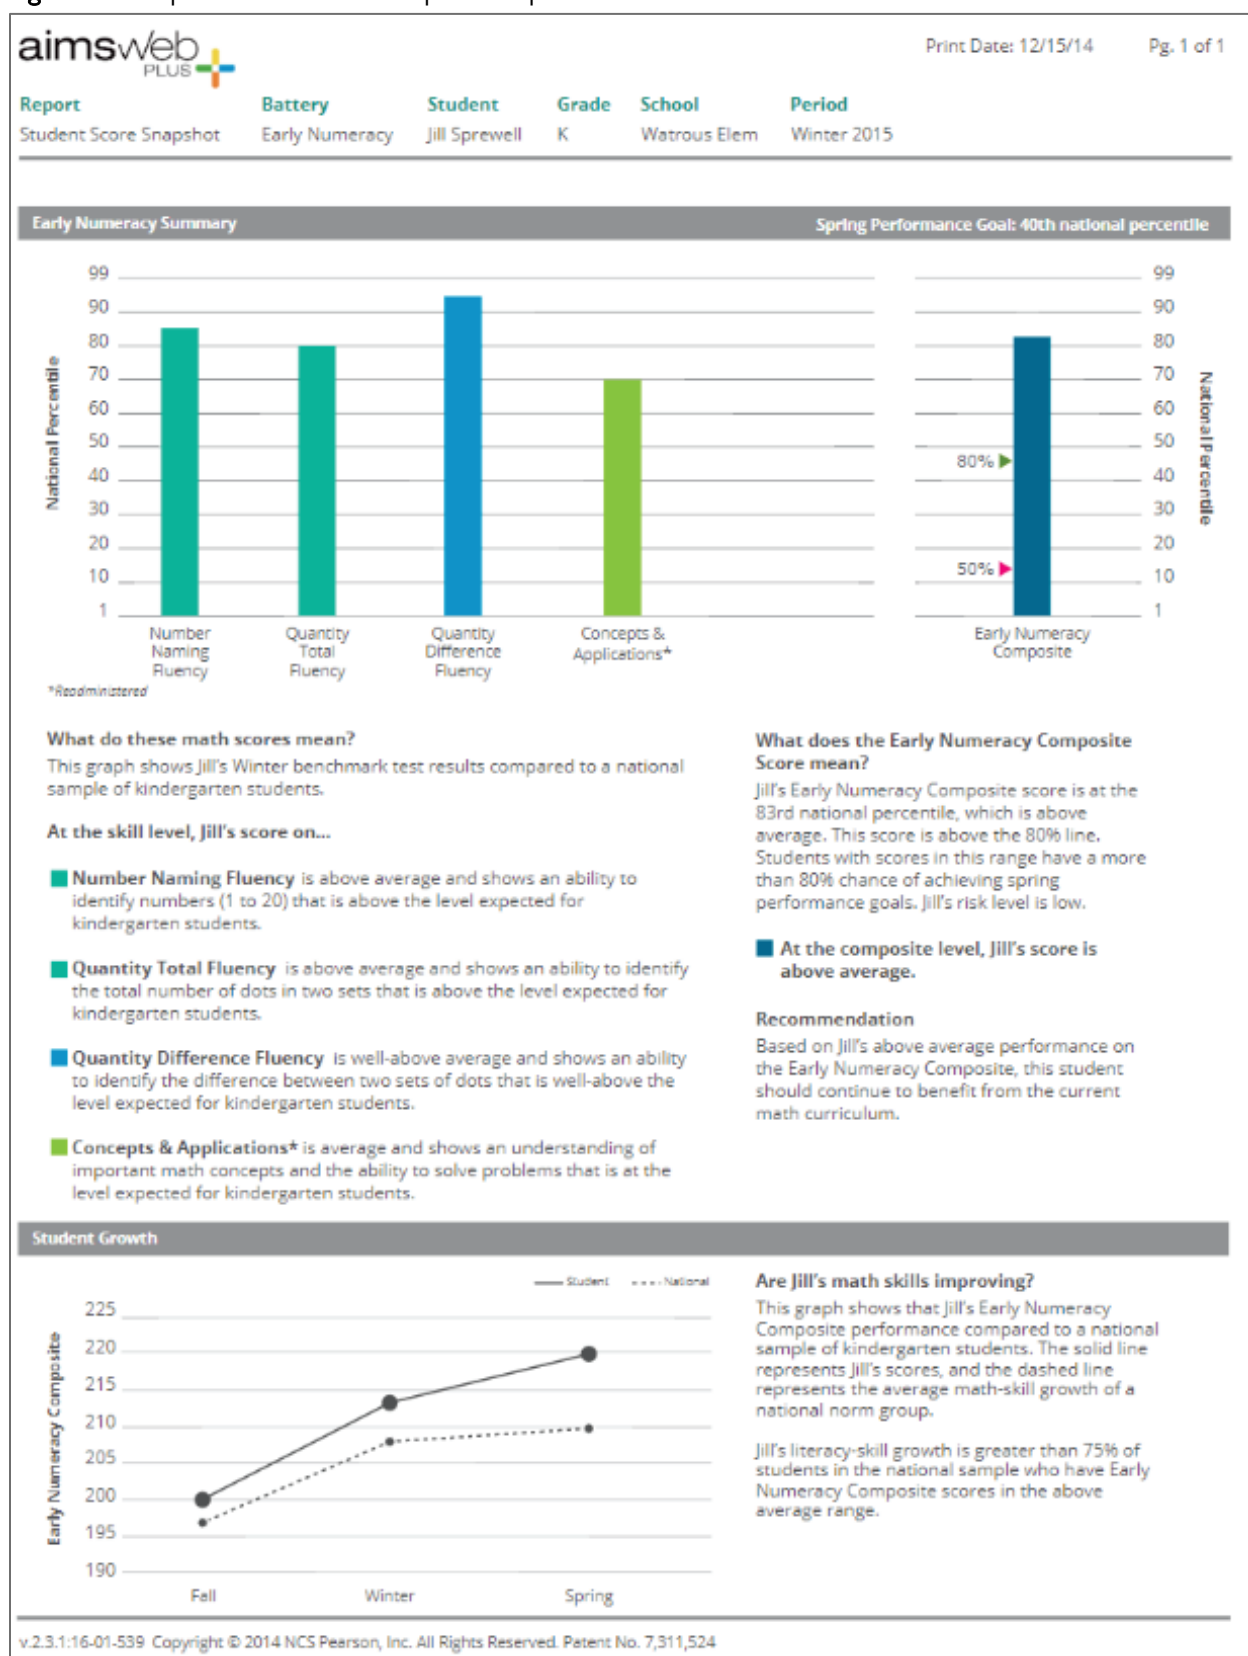 aimsweb
PLUS
Print Date: 12/15/14 Pg. 1 of 1
Report Battery Student Grade School Period
Student Score Snapshot Early Numeracy Jill Sprewell K Watrous Elem Winter 2015
Early Numeracy Summary Spring Performance Goal: 40th national percentile
National Percentile
99
90
80
70
60
50
40
30
20
10
1
Number
Naming
Fluency
Quantity
Total
Fluency
Quantity
Difference
Fluency
Concepts &
Applications*
*Readministered
80%
50%
99
90
80
70
60
50
40
30
20
10
1
National Percentile
Early Numeracy
Composite
What do these math scores mean?
This graph shows Jill's Winter benchmark test results compared to a national
sample of kindergarten students.
At the skill level, Jill's score on...
Number Naming Fluency is above average and shows an ability to
identify numbers (1 to 20) that is above the level expected for
kindergarten students.
Quantity Total Fluency is above average and shows an ability to identify
the total number of dots in two sets that is above the level expected for
kindergarten students.
Quantity Difference Fluency is well-above average and shows an ability
to identify the difference between two sets of dots that is well-above the
level expected for kindergarten students.
Concepts & Applications* is average and shows an understanding of
important math concepts and the ability to solve problems that is at the
level expected for kindergarten students.
What does the Early Numeracy Composite
Score mean?
Jill's Early Numeracy Composite score is at the
83rd national percentile, which is above
average. This score is above the 80% line.
Students with scores in this range have a more
than 80% chance of achieving spring
performance goals. Jill's risk level is low.
At the composite level, Jill's score is
above average.
Recommendation
Based on Jill's above average performance on
the Early Numeracy Composite, this student
should continue to benefit from the current
math curriculum.
Student Growth
Student National
Early Numeracy Composite
225
220
215
210
205
200
195
190
Fall Winter Spring
Are Jill's math skills improving?
This graph shows that Jill's Early Numeracy
Composite performance compared to a national
sample of kindergarten students. The solid line
represents Jill's scores, and the dashed line
represents the average math-skill growth of a
national norm group.
Jill's literacy-skill growth is greater than 75% of
students in the national sample who have Early
Numeracy Composite scores in the above
average range.
v.2.3.1:16-01-539 Copyright © 2014 NCS Pearson, Inc. All Rights Reserved. Patent No. 7,311,524